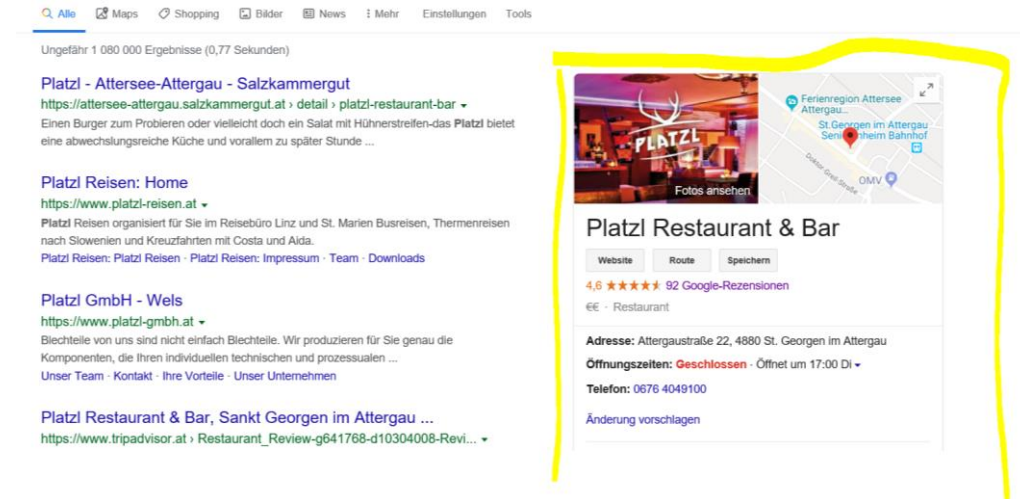 Alle Maps Shopping Bilder News Mehr Einstellungen Tools
Ungefähr 1 080 000 Ergebnisse (0,77 Sekunden)
Platzl - Attersee-Attergau - Salzkammergut
https://attersee-attergau.salzkammergut.at › detail › platzl-restaurant-bar
Einen Burger zum Probieren oder vielleicht doch ein Salat mit Hühnerstreifen-das Platzl bietet
eine abwechslungsreiche Küche und vorallem zu später Stunde ...
Platzl Reisen: Home
https://www.platzl-reisen.at
Platzl Reisen organisiert für Sie im Reisebüro Linz und St. Marien Busreisen, Thermenreisen
nach Slowenien und Kreuzfahrten mit Costa und Aida.
Platzl Reisen: Platzl Reisen · Platzl Reisen: Impressum · Team · Downloads
Platzl GmbH - Wels
https://www.platzl-gmbh.at
Blechteile von uns sind nicht einfach Blechteile. Wir produzieren für Sie genau die
Komponenten, die Ihren individuellen technischen und prozessualen ...
Unser Team · Kontakt · Ihre Vorteile · Unser Unternehmen
Platzl Restaurant & Bar, Sankt Georgen im Attergau ...
https://www.tripadvisor.at › Restaurant_Review-g641768-d10304008-Revi...
PLATZL
Fotos ansehen
Ferienregion Attersee
Attergau...
St.Georgen im Attergau
Bahnhof
Doktor Greil-Straße
OMV
Platzl Restaurant & Bar
Website Route Speichern
4,6 92 Google-Rezensionen
€€ · Restaurant
Adresse: Attergaustraße 22, 4880 St. Georgen im Attergau
Öffnungszeiten: Geschlossen · Öffnet um 17:00 Di
Telefon: 0676 4049100
Änderung vorschlagen